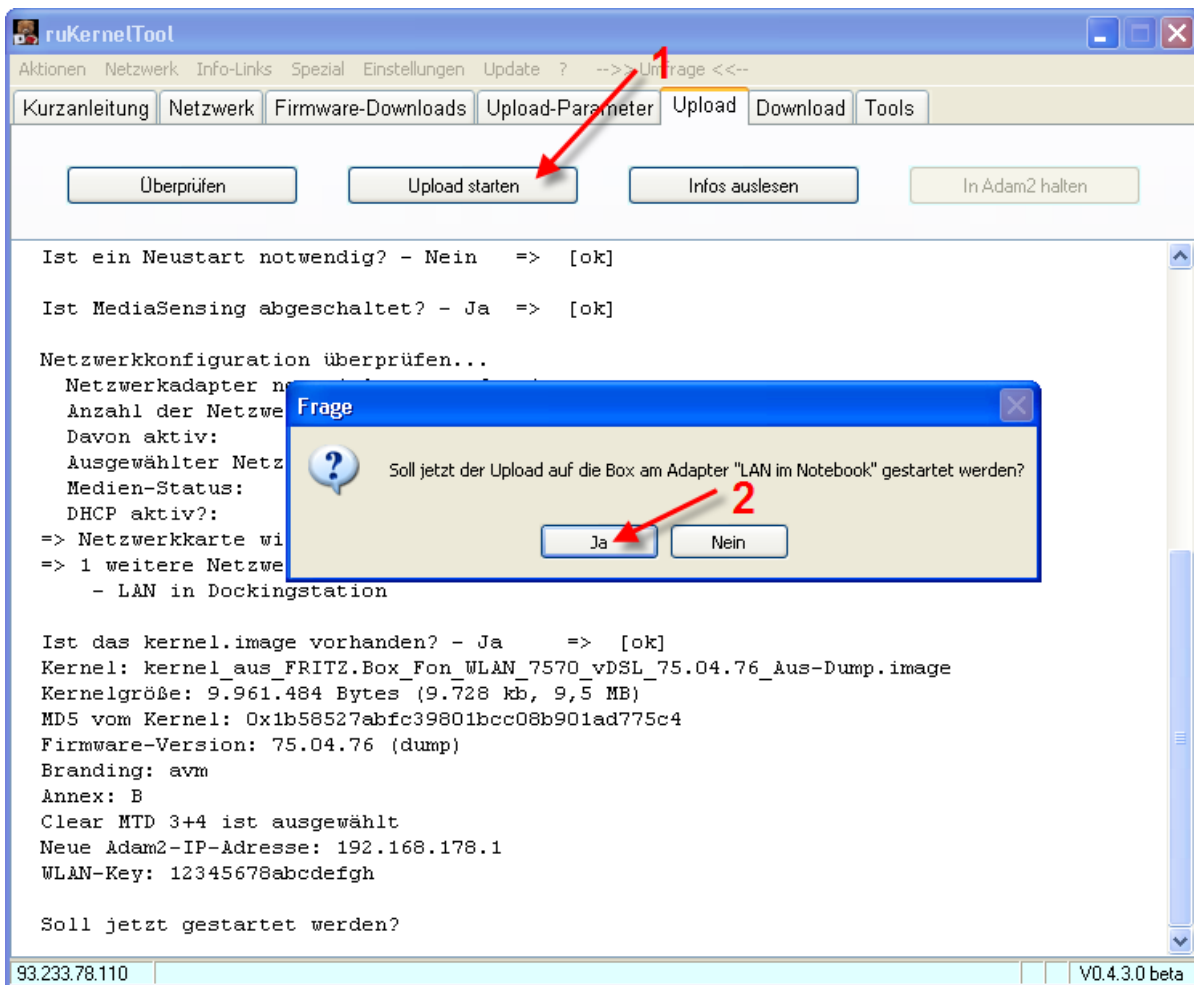 ruKernelTool
Aktionen Netzwerk Info-Links Spezial Einstellungen Update ? -->> Umfrage <<--
1
Kurzanleitung Netzwerk Firmware-Downloads Upload-Parameter Upload Download Tools
Überprüfen Upload starten Infos auslesen In Adam2 halten
Ist ein Neustart notwendig? - Nein => [ok]
Ist MediaSensing abgeschaltet? - Ja => [ok]
Netzwerkkonfiguration überprüfen...
Netzwerkadapter
Anzahl der Netzwe
Davon aktiv:
Ausgewählter Netz
Medien-Status:
DHCP aktiv?:
=> Netzwerkkarte wi
=> 1 weitere Netzwe
- LAN in Dockingstation
Frage
Soll jetzt der Upload auf die Box am Adapter "LAN im Notebook" gestartet werden?
2
Ja Nein
Ist das kernel.image vorhanden? - Ja => [ok]
Kernel: kernel_aus_FRITZ.Box_Fon_WLAN_7570_vDSL_75.04.76_Aus-Dump.image
Kernelgröße: 9.961.484 Bytes (9.728 kb, 9,5 MB)
MD5 vom Kernel: 0x1b58527abfc39801bcc08b901ad775c4
Firmware-Version: 75.04.76 (dump)
Branding: avm
Annex: B
Clear MTD 3+4 ist ausgewählt
Neue Adam2-IP-Adresse: 192.168.178.1
WLAN-Key: 12345678abcdefgh
Soll jetzt gestartet werden?
93.233.78.110 V0.4.3.0 beta